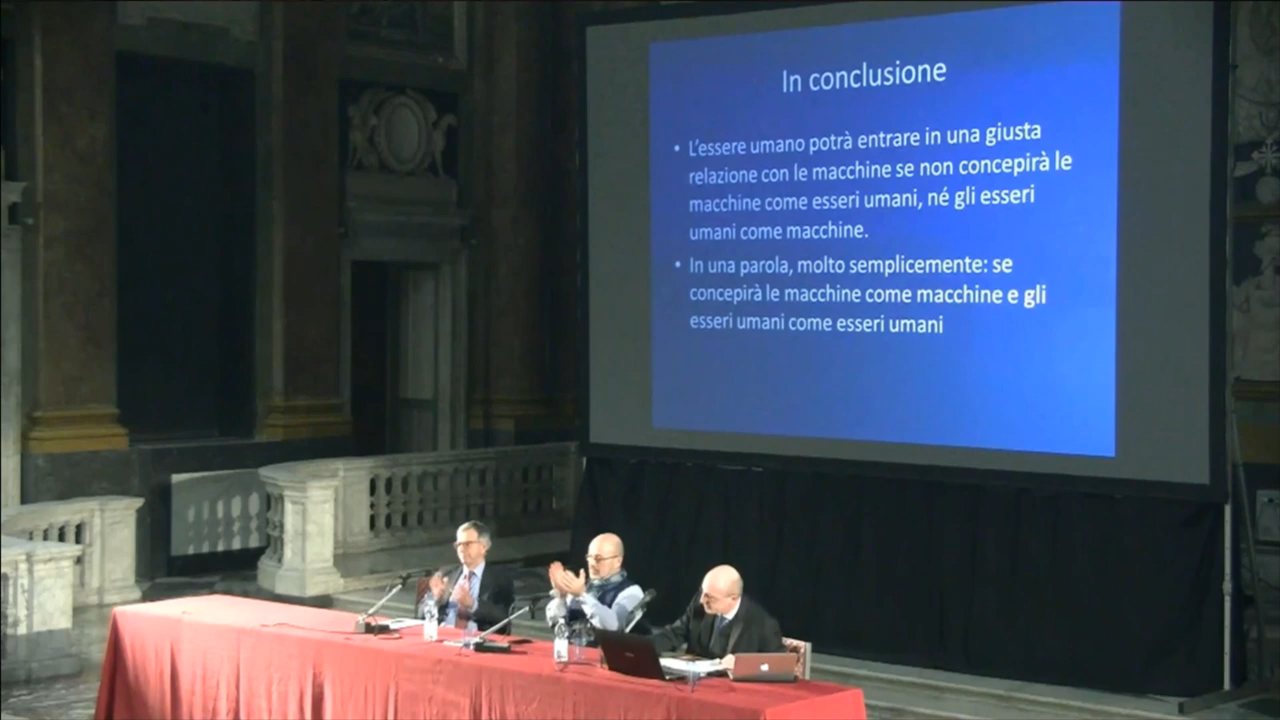 In conclusione
• L'essere umano potrà entrare in una giusta
relazione con le macchine se non concepirà le
macchine come esseri umani, né gli esseri
umani come macchine.
• In una parola, molto semplicemente: se
concepirà le macchine come macchine e gli
esseri umani come esseri umani